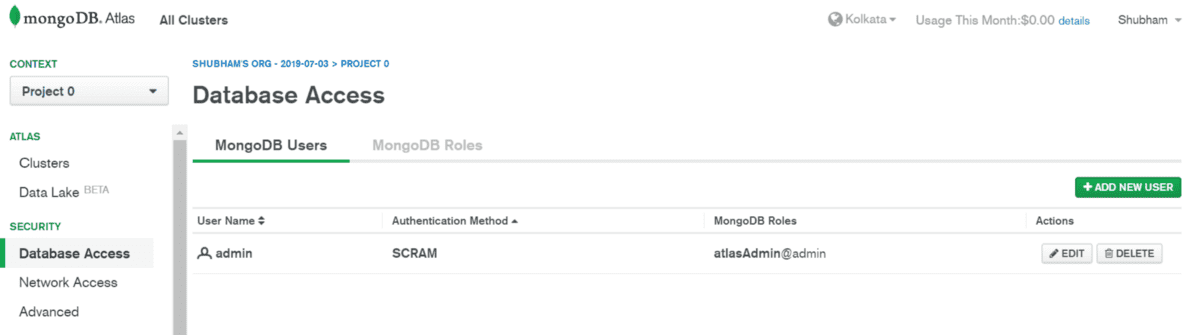 mongoDB. Atlas All Clusters Kolkata Usage This Month:$0.00 details Shubham
CONTEXT
Project 0
SHUBHAM'S ORG - 2019-07-03 > PROJECT 0
Database Access
ATLAS
Clusters
Data Lake BETA
SECURITY
Database Access
Network Access
Advanced
MongoDB Users MongoDB Roles
+ ADD NEW USER
User Name Authentication Method MongoDB Roles Actions
admin SCRAM atlasAdmin@admin EDIT DELETE